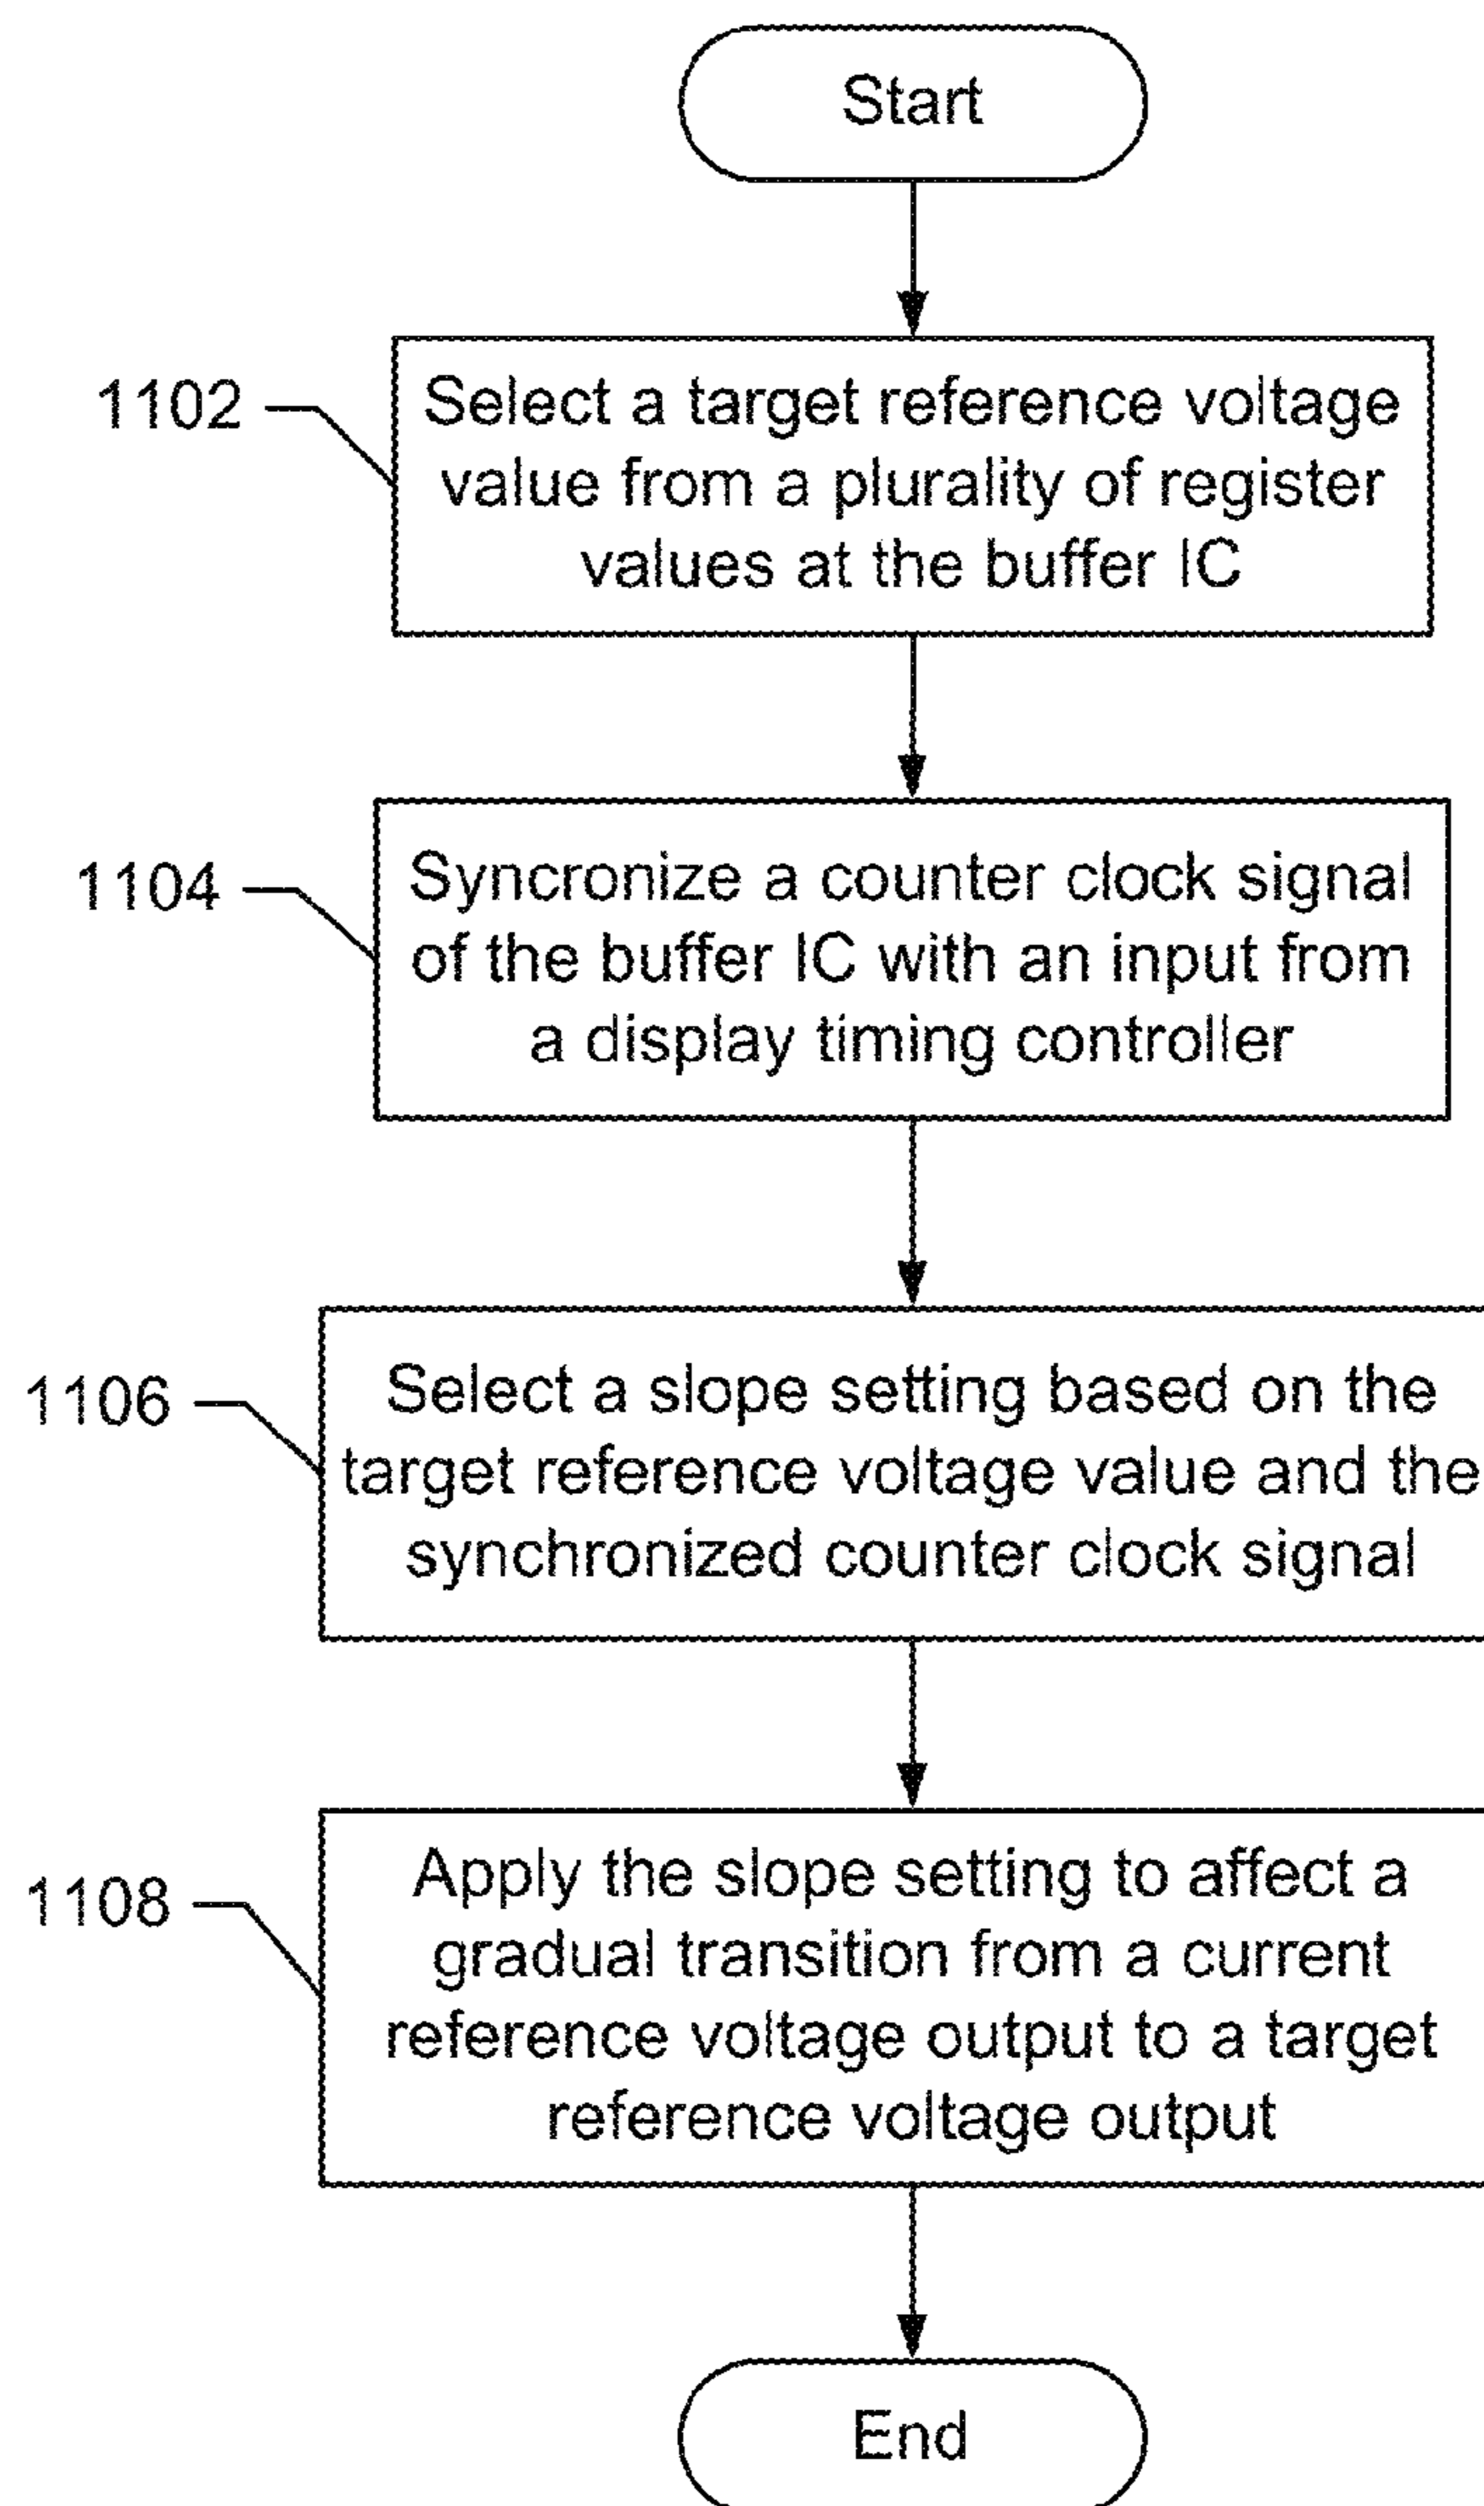 Start
1102
Select a target reference voltage
value from a plurality of register
values at the buffer IC
1104
Syncronize a counter clock signal
of the buffer IC with an input from
a display timing controller
1106
Select a slope setting based on the
target reference voltage value and the
synchronized counter clock signal
1108
Apply the slope setting to affect a
gradual transition from a current
reference voltage output to a target
reference voltage output
End